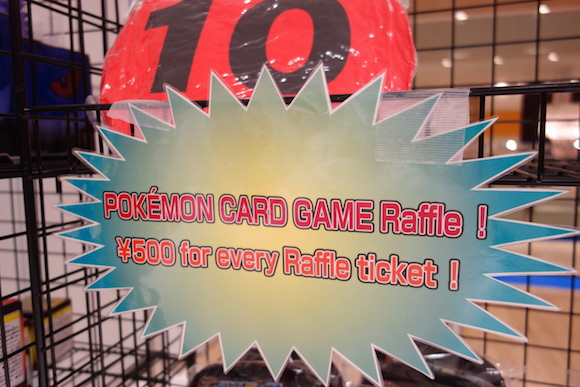 10
POKÉMON CARD GAME Raffle !
¥500 for every Raffle ticket !